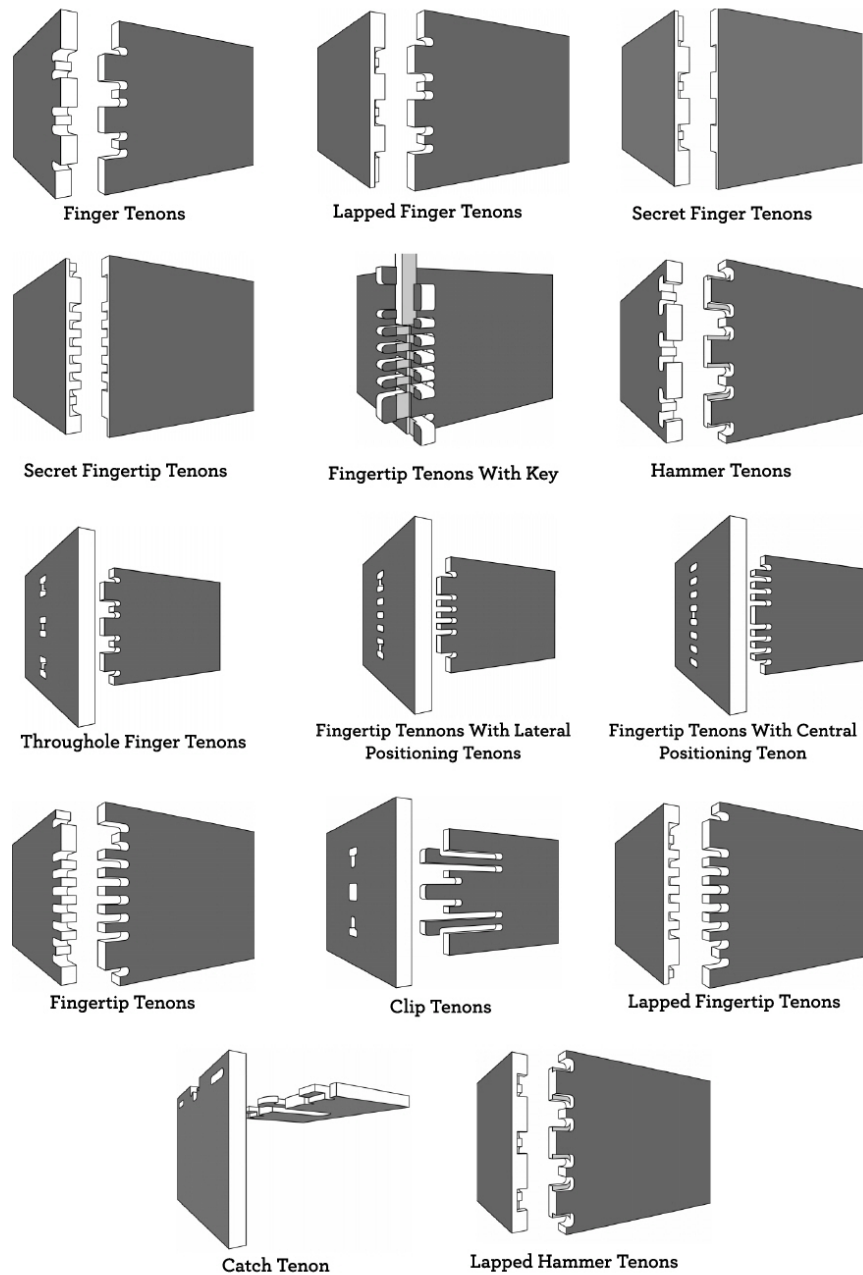 Finger Tenons
Lapped Finger Tenons
Secret Finger Tenons
Secret Fingertip Tenons
Fingertip Tenons With Key
Hammer Tenons
Throughole Finger Tenons
Fingertip Tennons With Lateral
Positioning Tenons
Fingertip Tenons With Central
Positioning Tenon
Fingertip Tenons
Clip Tenons
Lapped Fingertip Tenons
Catch Tenon
Lapped Hammer Tenons